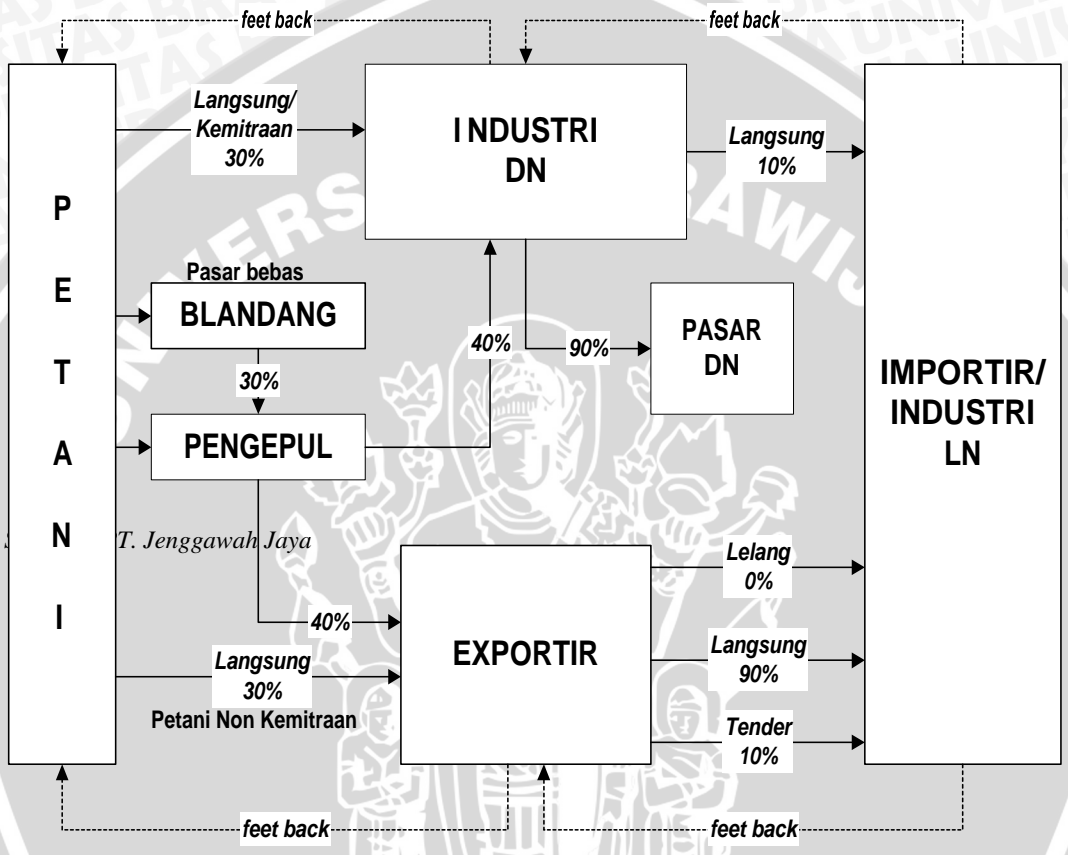 feet back
feet back
Langsung/
Kemitraan
30%
INDUSTRI
DN
Langsung
10%
P
E
T
A
N
I
Pasar bebas
BLANDANG
30%
PENGEPUL
40%
90%
PASAR
DN
IMPORTIR/
INDUSTRI
LN
T. Jenggawah Jaya
40%
Langsung
30%
Petani Non Kemitraan
EXPORTIR
Lelang
0%
Langsung
90%
Tender
10%
feet back
feet back